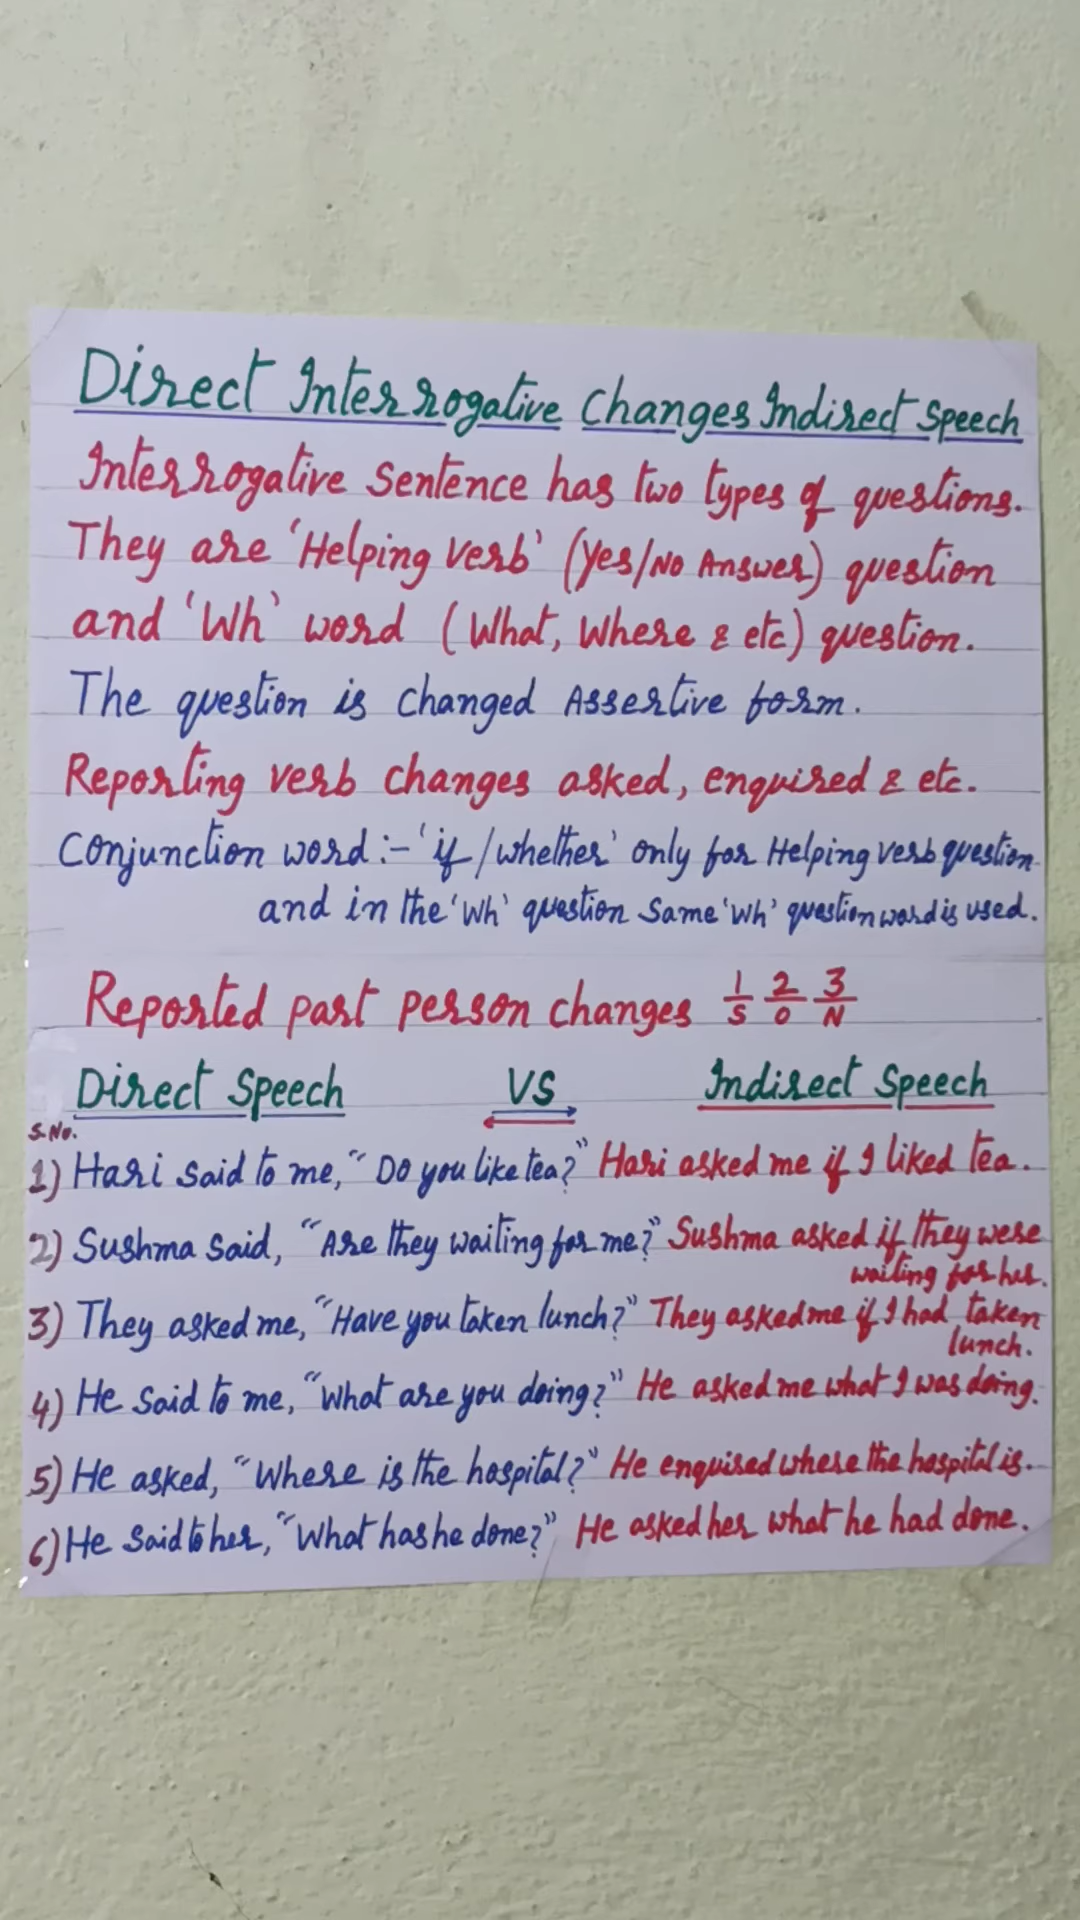 Direct Interrogative Changes Indirect Speech
Interrogative Sentence has two types of questions.
They are 'Helping verb' (Yes/No Answer) question
and 'Wh' word (What, Where & etc) question.
The question is changed Assertive form.
Reporting verb changes asked, enquired & etc.
Conjunction word :- 'if/whether' only for Helping verb question
and in the 'Wh' question Same 'Wh' question word is used.
Reported part person changes 1/S 2/O 3/N
Direct Speech VS Indirect Speech
S.No.
1) Hari said to me, "Do you like tea?" Hari asked me if I liked tea.
2) Sushma said, "Are they waiting for me?" Sushma asked if they were
waiting for her.
3) They asked me, "Have you taken lunch?" They asked me if I had taken
lunch.
4) He said to me, "What are you doing?" He asked me what I was doing.
5) He asked, "Where is the hospital?" He enquired where the hospital is.
6) He said to her, "What has he done?" He asked her what he had done.